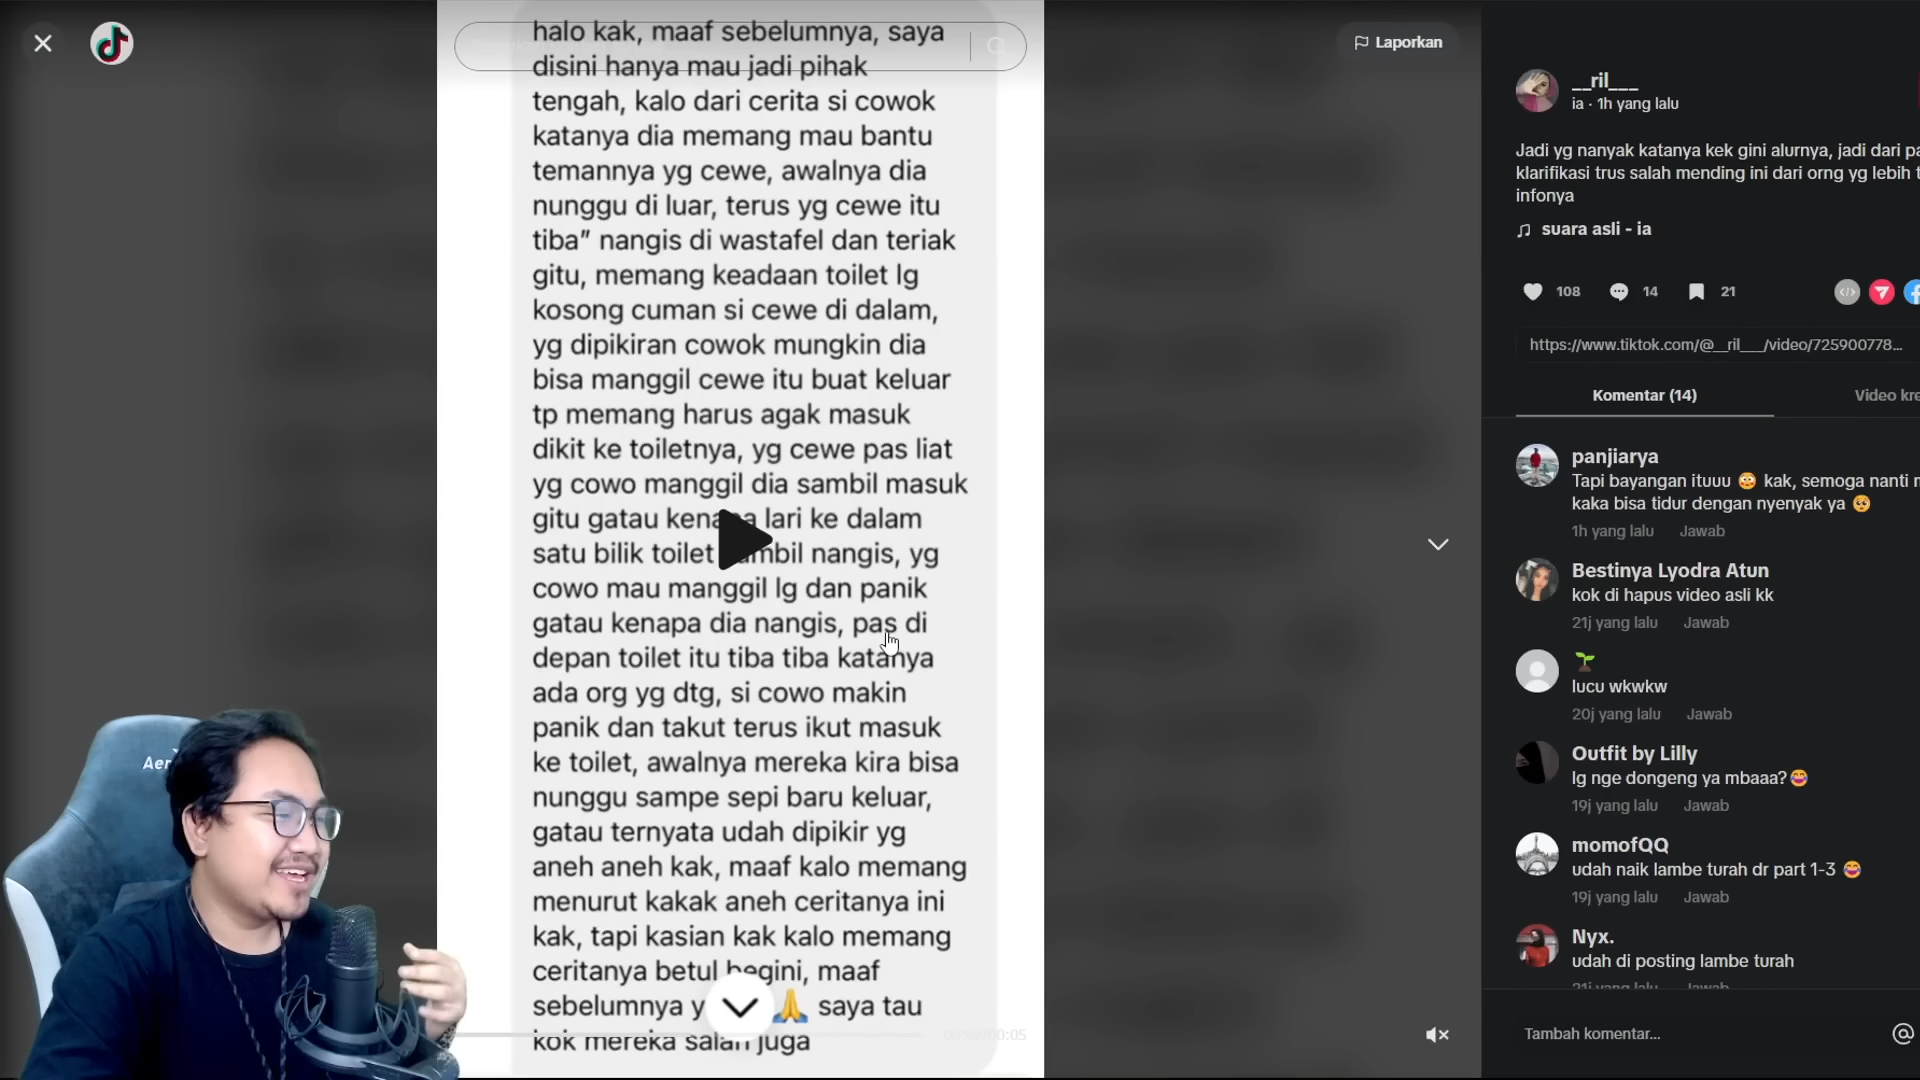 halo kak, maaf sebelumnya, saya
disini hanya mau jadi pihak
tengah, kalo dari cerita si cowok
katanya dia memang mau bantu
temannya yg cewe, awalnya dia
nunggu di luar, terus yg cewe itu
tiba” nangis di wastafel dan teriak
gitu, memang keadaan toilet lg
kosong cuman si cewe di dalam,
yg dipikiran cowok mungkin dia
bisa manggil cewe itu buat keluar
tp memang harus agak masuk
dikit ke toiletnya, yg cewe pas liat
yg cowo manggil dia sambil masuk
gitu gatau kenapa lari ke dalam
satu bilik toilet sambil nangis, yg
cowo mau manggil lg dan panik
gatau kenapa dia nangis, pas di
depan toilet itu tiba tiba katanya
ada org yg dtg, si cowo makin
panik dan takut terus ikut masuk
ke toilet, awalnya mereka kira bisa
nunggu sampe sepi baru keluar,
gatau ternyata udah dipikir yg
aneh aneh kak, maaf kalo memang
menurut kakak aneh ceritanya ini
kak, tapi kasian kak kalo memang
ceritanya betul begini, maaf
sebelumnya y 🙏 saya tau
kok mereka salah juga
Laporkan
Aer
__ril___
ia · 1h yang lalu
Jadi yg nanyak katanya kek gini alurnya, jadi dari pa
klarifikasi trus salah mending ini dari orng yg lebih t
infonya
suara asli - ia
108
14
21
https://www.tiktok.com/@__ril___/video/725900778...
Komentar (14)
Video kre
panjiarya
Tapi bayangan ituuu 😳 kak, semoga nanti m
kaka bisa tidur dengan nyenyak ya 🥺
1h yang lalu Jawab
Bestinya Lyodra Atun
kok di hapus video asli kk
21j yang lalu Jawab
🌱
lucu wkwkw
20j yang lalu Jawab
Outfit by Lilly
lg nge dongeng ya mbaaa?😂
19j yang lalu Jawab
momofQQ
udah naik lambe turah dr part 1-3 😂
19j yang lalu Jawab
Nyx.
udah di posting lambe turah
21j yang lalu Jawab
Tambah komentar...
@